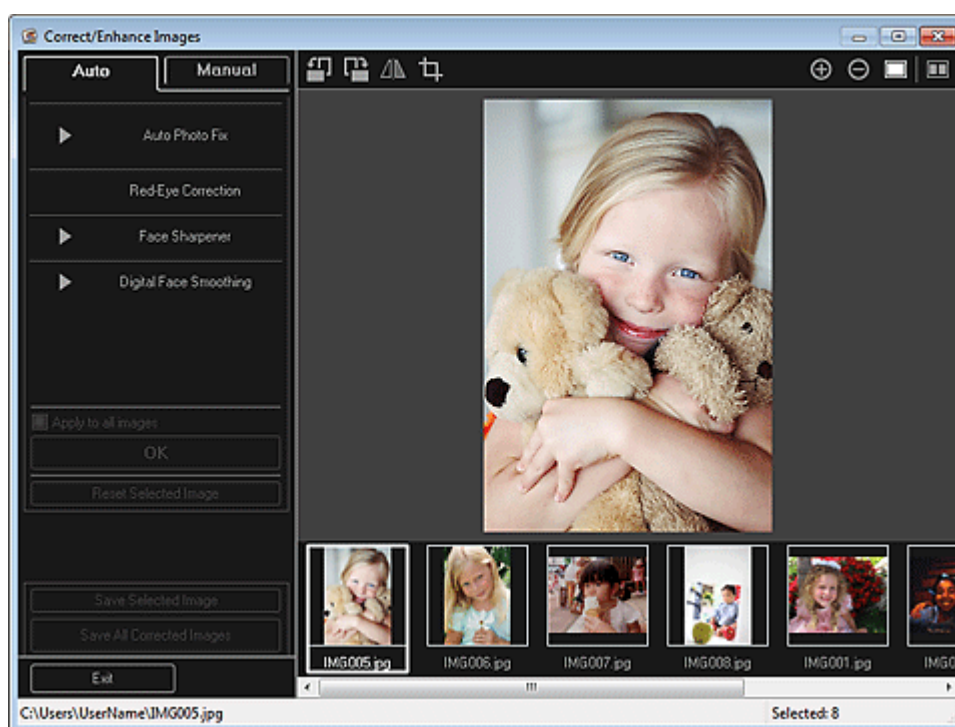 Correct/Enhance Images
Auto Manual
Auto Photo Fix
Red-Eye Correction
Face Sharpener
Digital Face Smoothing
Apply to all images
OK
Reset Selected Image
Save Selected Image
Save All Corrected Images
IMG005.jpg IMG006.jpg IMG007.jpg IMG008.jpg IMG001.jpg IMG0
Exit
C:\Users\UserName\IMG005.jpg Selected: 8